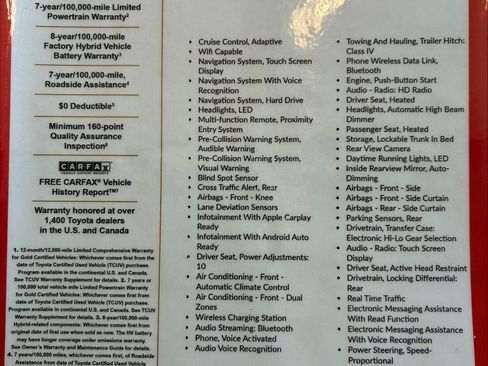 7-year/100,000-mile Limited
Powertrain Warranty²
8-year/100,000-mile
Factory Hybrid Vehicle
Battery Warranty³
7-year/100,000-mile,
Roadside Assistance⁴
$0 Deductible⁵
Minimum 160-point
Quality Assurance
Inspection⁶
CARFAX
VEHICLE HISTORY REPORTS
FREE CARFAX® Vehicle
History Report™⁷
Warranty honored at over
1,400 Toyota dealers
in the U.S. and Canada
1. 12-month/12,000-mile Limited Comprehensive Warranty
for Gold Certified Vehicles: Whichever comes first from the
date of Toyota Certified Used Vehicle (TCUV) purchase.
Program available in the continental U.S. and Canada.
See TCUV Warranty Supplement for details. 2. 7 years or
100,000 total vehicle mile Limited Powertrain Warranty
for Gold Certified Vehicles: Whichever comes first from
date of Toyota Certified Used Vehicle (TCUV) purchase.
Program available in continental U.S. and Canada. See TCUV
Warranty Supplement for details. 3. 8-year/100,000-mile
Hybrid-related components: Whichever comes first from
original date of first use when sold as new. The HV battery
may have longer coverage under emissions warranty.
See Owner's Warranty and Maintenance Guide for details.
4. 7 years/100,000 miles, whichever comes first, of Roadside
Assistance from date of Toyota Certified Used Vehicle
• Cruise Control, Adaptive
• Wifi Capable
• Navigation System, Touch Screen
Display
• Navigation System With Voice
Recognition
• Navigation System, Hard Drive
• Headlights, LED
• Multi-function Remote, Proximity
Entry System
• Pre-Collision Warning System,
Audible Warning
• Pre-Collision Warning System,
Visual Warning
• Blind Spot Sensor
• Cross Traffic Alert, Rear
• Airbags - Front - Knee
• Lane Deviation Sensors
• Infotainment With Apple Carplay
Ready
• Infotainment With Android Auto
Ready
• Driver Seat, Power Adjustments:
10
• Air Conditioning - Front -
Automatic Climate Control
• Air Conditioning - Front - Dual
Zones
• Wireless Charging Station
• Audio Streaming: Bluetooth
• Phone, Voice Activated
• Audio Voice Recognition
• Towing And Hauling, Trailer Hitch:
Class IV
• Phone Wireless Data Link,
Bluetooth
• Engine, Push-Button Start
• Audio - Radio: HD Radio
• Driver Seat, Heated
• Headlights, Automatic High Beam
Dimmer
• Passenger Seat, Heated
• Storage, Lockable Trunk In Bed
• Rear View Camera
• Daytime Running Lights, LED
• Inside Rearview Mirror, Auto-
Dimming
• Airbags - Front - Side
• Airbags - Front - Side Curtain
• Airbags - Rear - Side Curtain
• Parking Sensors, Rear
• Drivetrain, Transfer Case:
Electronic Hi-Lo Gear Selection
• Audio - Radio: Touch Screen
Display
• Driver Seat, Active Head Restraint
• Drivetrain, Locking Differential:
Rear
• Real Time Traffic
• Electronic Messaging Assistance
With Read Function
• Electronic Messaging Assistance
With Voice Recognition
• Power Steering, Speed-
Proportional